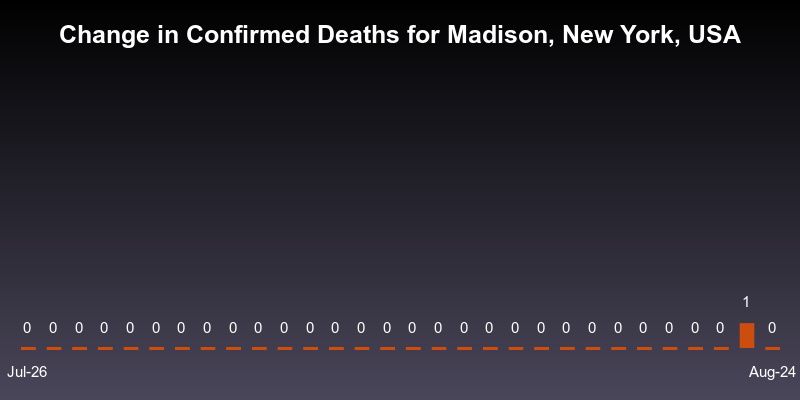 Change in Confirmed Deaths for Madison, New York, USA
1
0 0 0 0 0 0 0 0 0 0 0 0 0 0 0 0 0 0 0 0 0 0 0 0 0 0 0 0 0
Jul-26 Aug-24